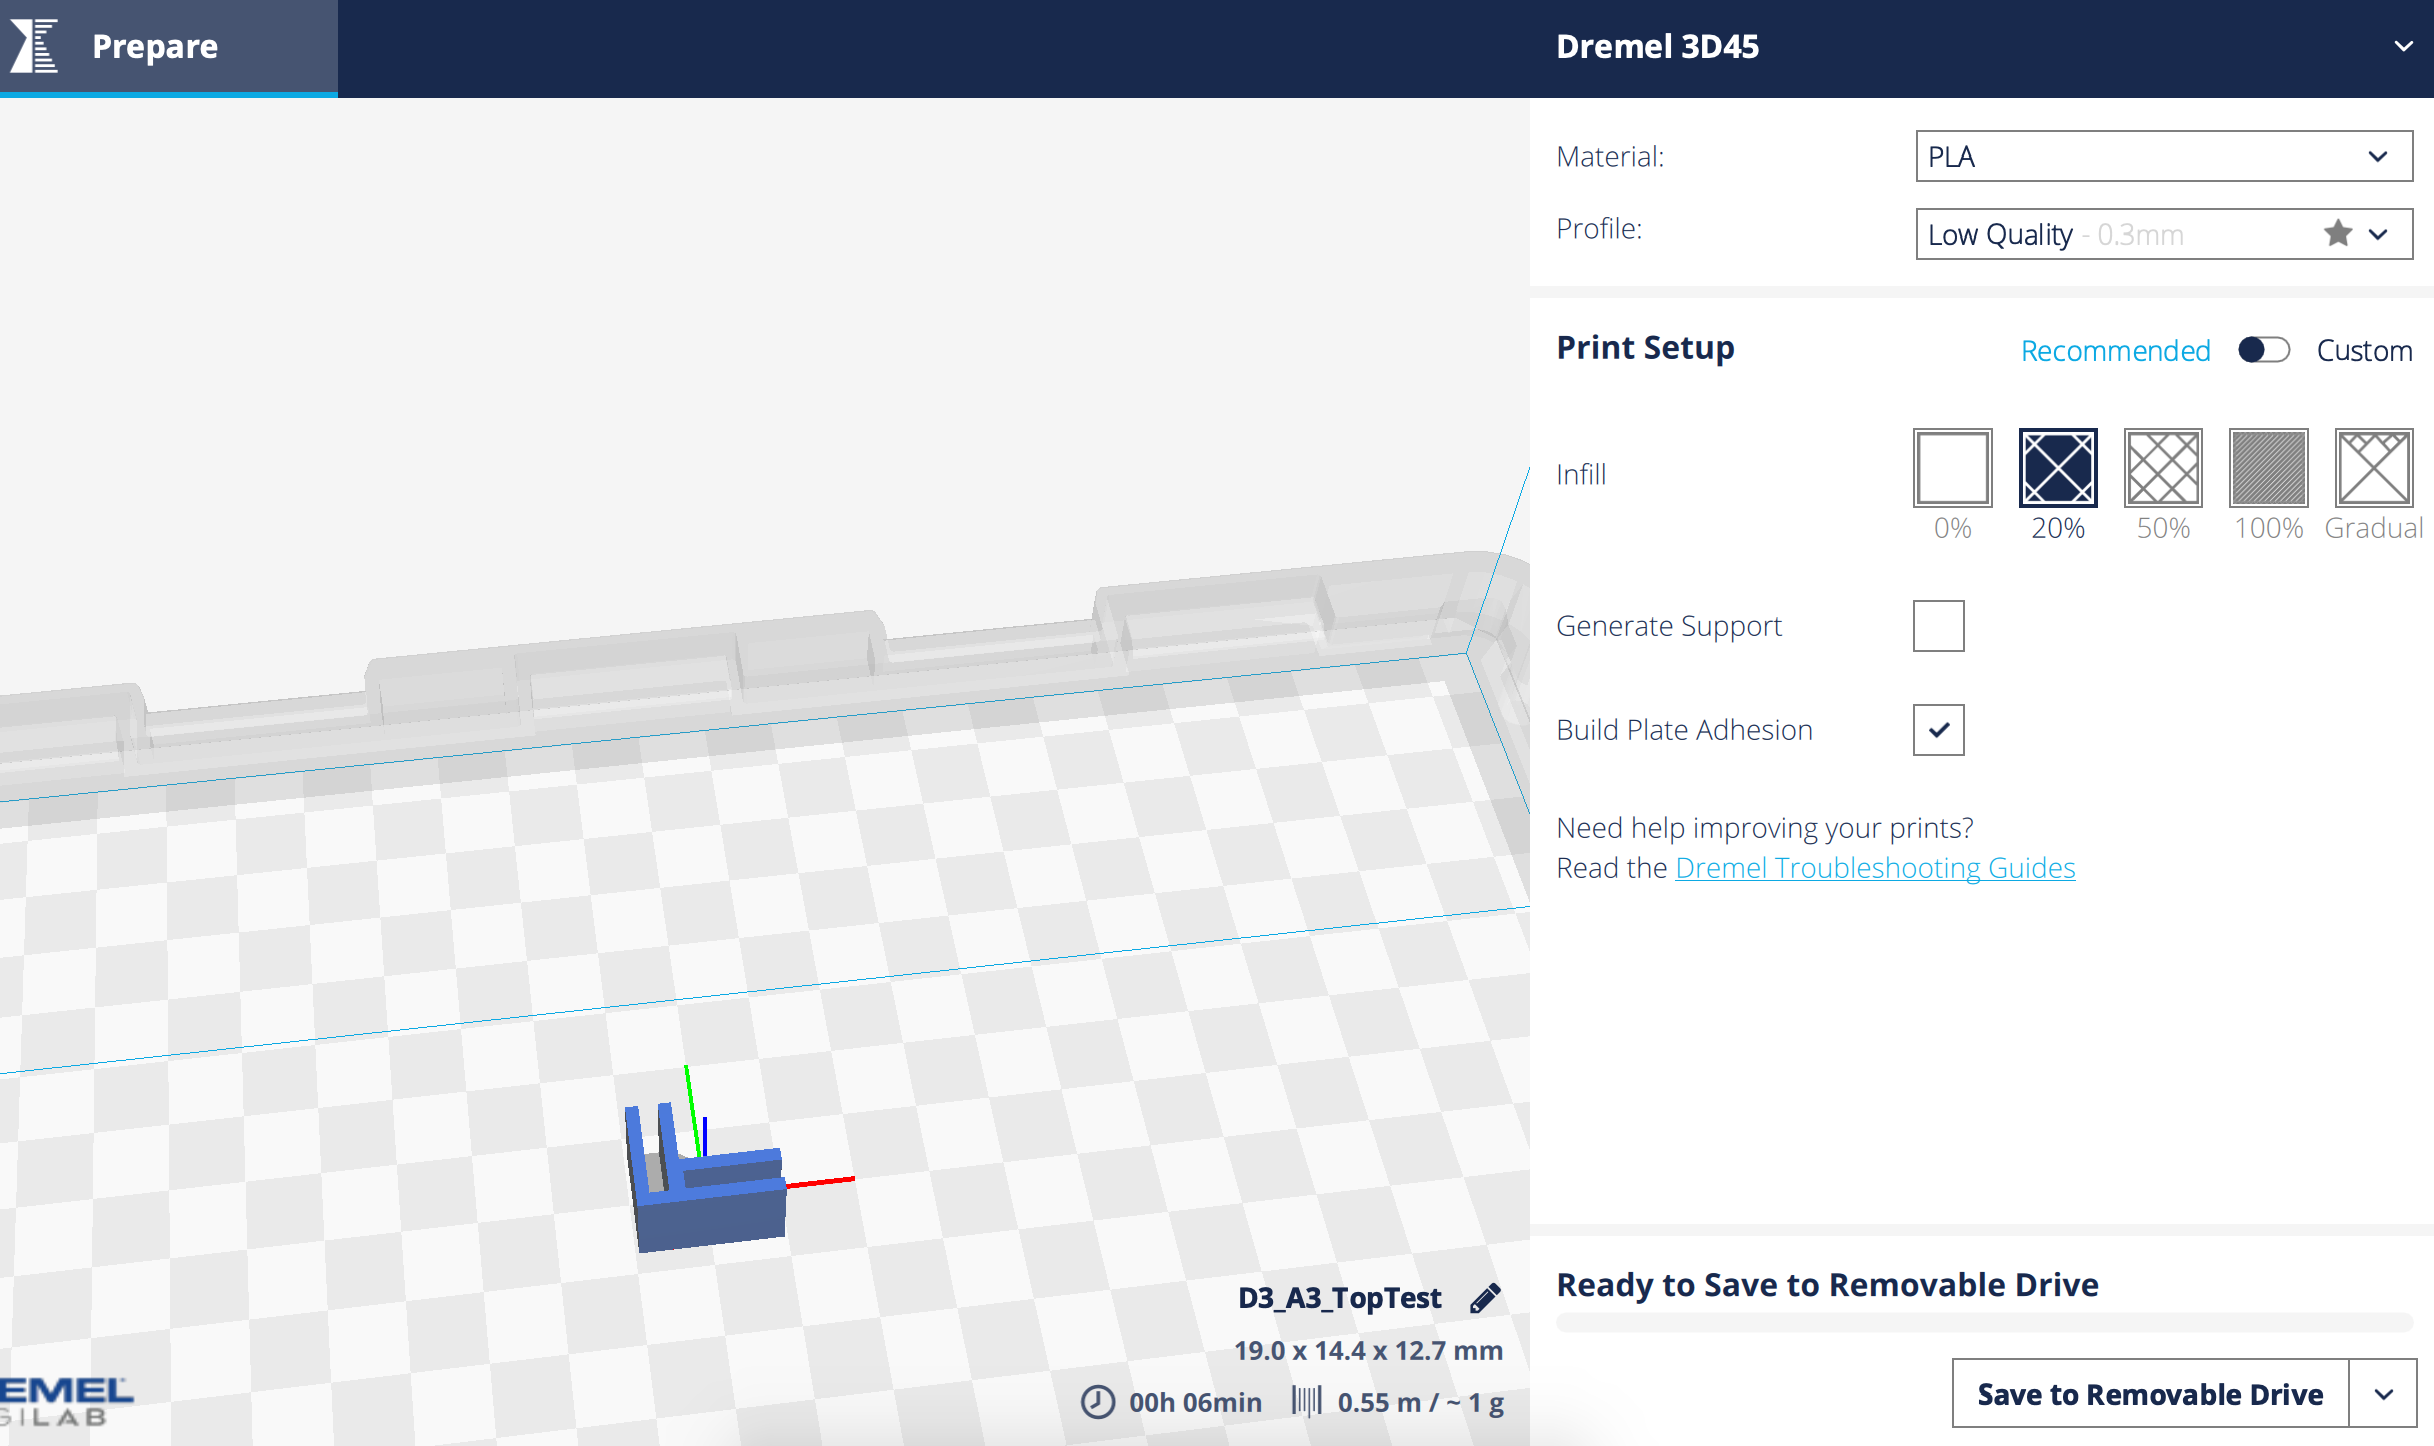 Prepare
Dremel 3D45
Material:
PLA
Profile:
Low Quality - 0.3mm
Print Setup
Recommended
Custom
Infill
0%
20%
50%
100%
Gradual
Generate Support
Build Plate Adhesion
Need help improving your prints?
Read the Dremel Troubleshooting Guides
D3_A3_TopTest
19.0 x 14.4 x 12.7 mm
00h 06min
0.55 m / ~ 1 g
EMEL
GILAB
Ready to Save to Removable Drive
Save to Removable Drive